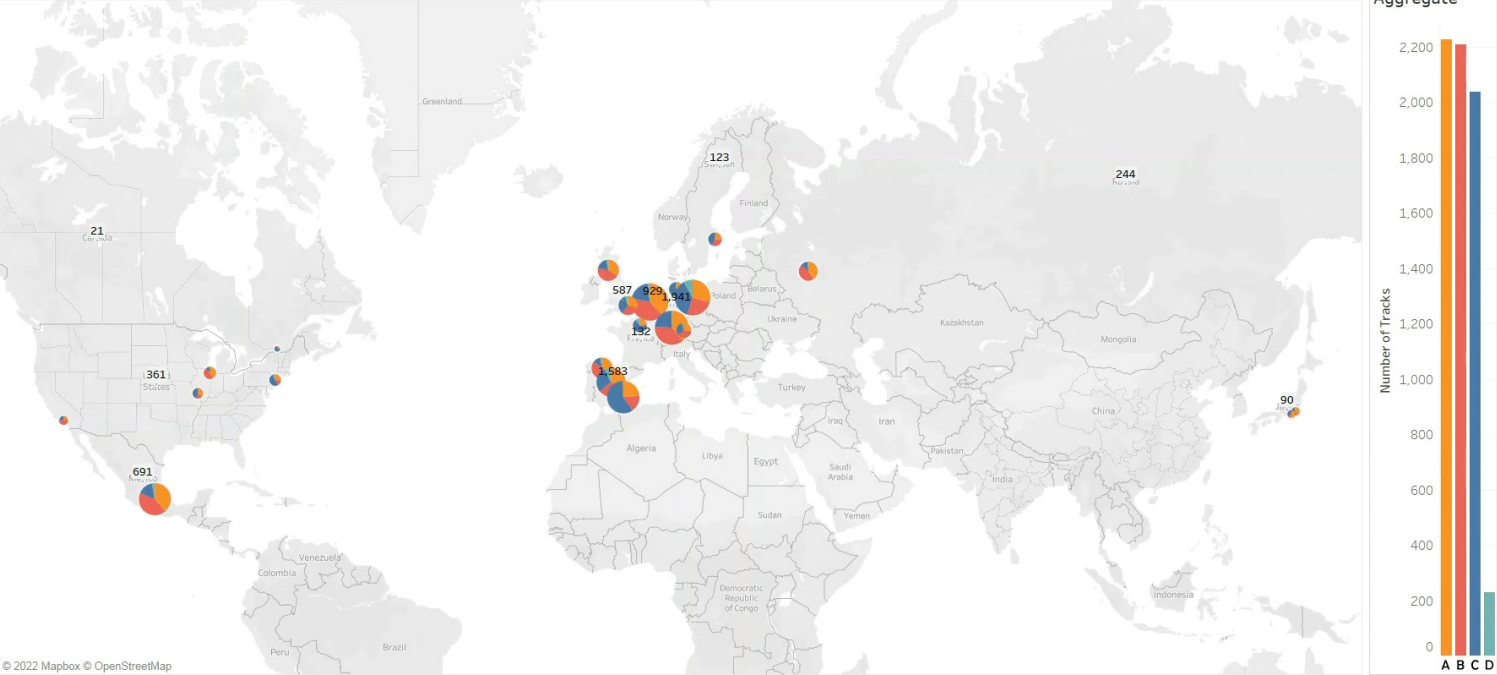 Aggregate
Greenland
2,200
2,000
123
1,800
244
Finland
Norway
1,600
21
Canada
1,400
587
929
1,941
Poland
Belarus
Ukraine
Kazakhstan
1,200
Mongolia
132
Italy
361
States
1,583
1,000
Turkey
Number of Tracks
90
China
Iraq
Iran
800
Algeria
Libya
Egypt
Pakistan
691
Saudi
Arabia
India
600
Sudan
Yemen
Venezuela
Colombia
400
Democratic
Republic
of Congo
Indonesia
200
Peru
Brazil
0
A B C D
© 2022 Mapbox © OpenStreetMap